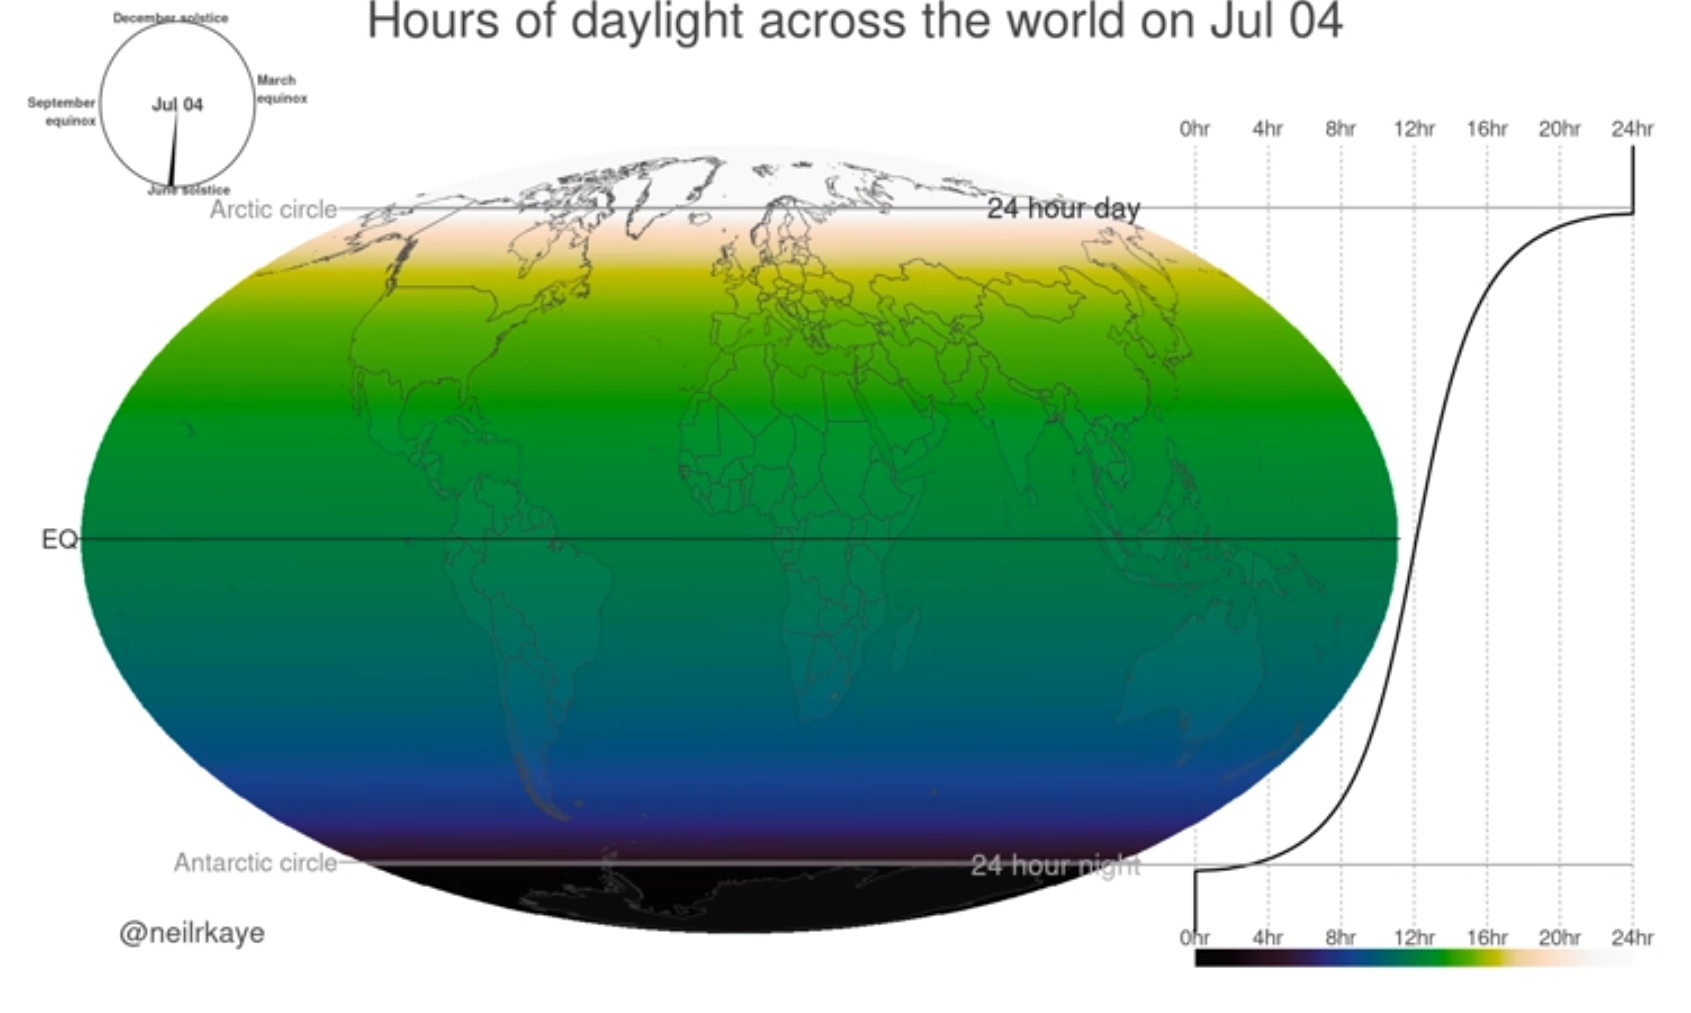 Hours of daylight across the world on Jul 04
December solstice
March
equinox
September
equinox
Jul 04
June solstice
0hr 4hr 8hr 12hr 16hr 20hr 24hr
Arctic circle
24 hour day
EQ
Antarctic circle
24 hour night
@neilrkaye
0hr 4hr 8hr 12hr 16hr 20hr 24hr